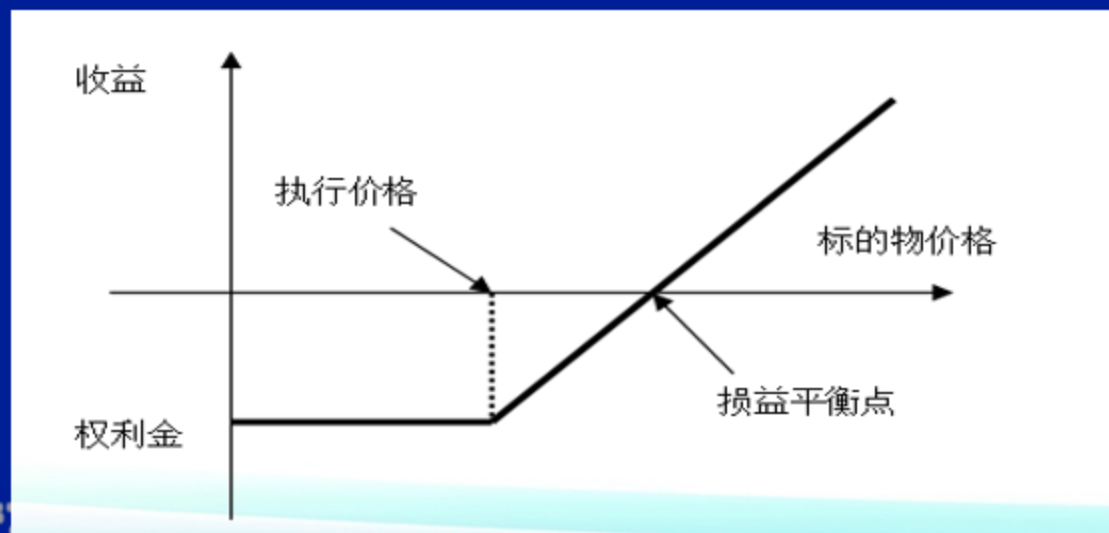 收益
执行价格
标的物价格
损益平衡点
权利金